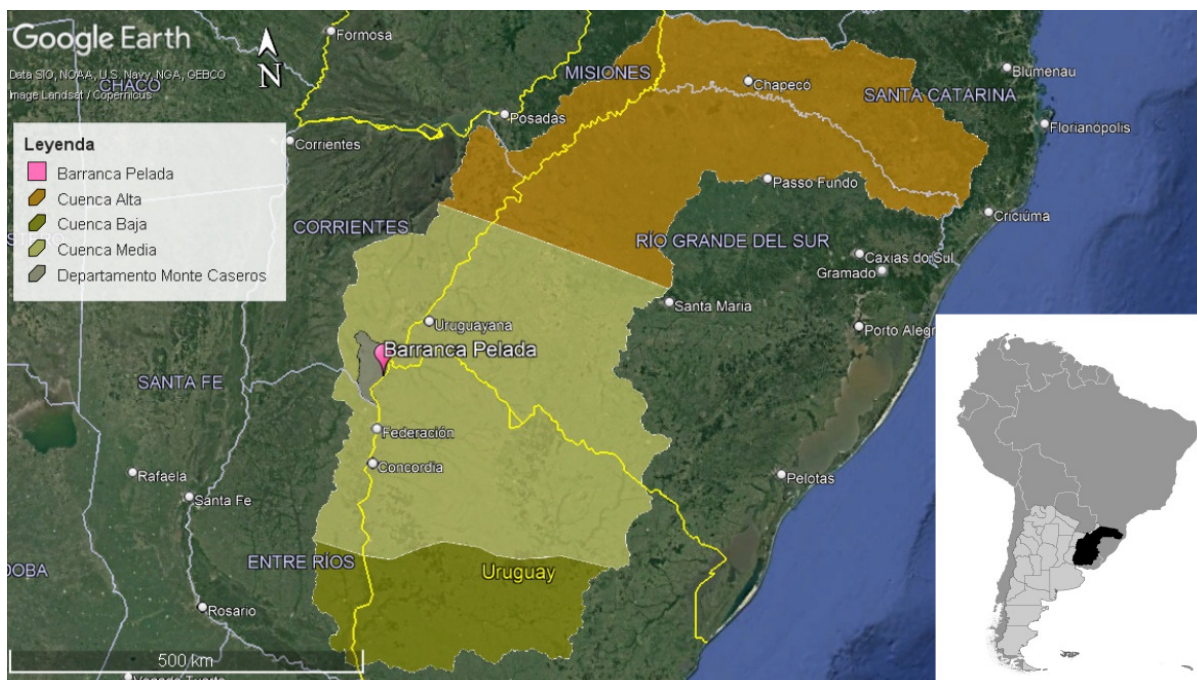 Google Earth
Data SIO, NOAA, U.S. Navy, NGA, GEBCO
Image Landsat / Copernicus
N
Formosa
CHACO
MISIONES
Chapecó
Blumenau
SANTA CATARINA
Posadas
Florianópolis
Corrientes
Leyenda
Barranca Pelada
Cuenca Alta
Cuenca Baja
Cuenca Media
Departamento Monte Caseros
Passo Fundo
Criciúma
CORRIENTES
RÍO GRANDE DEL SUR
Caxias do Sul
Gramado
Santa Maria
Uruguayana
Porto Alegr
Barranca Pelada
SANTA FE
Federación
Concordia
Rafaela
Pelotas
Santa Fe
ENTRE RÍOS
DOBA
Uruguay
Rosario
500 km